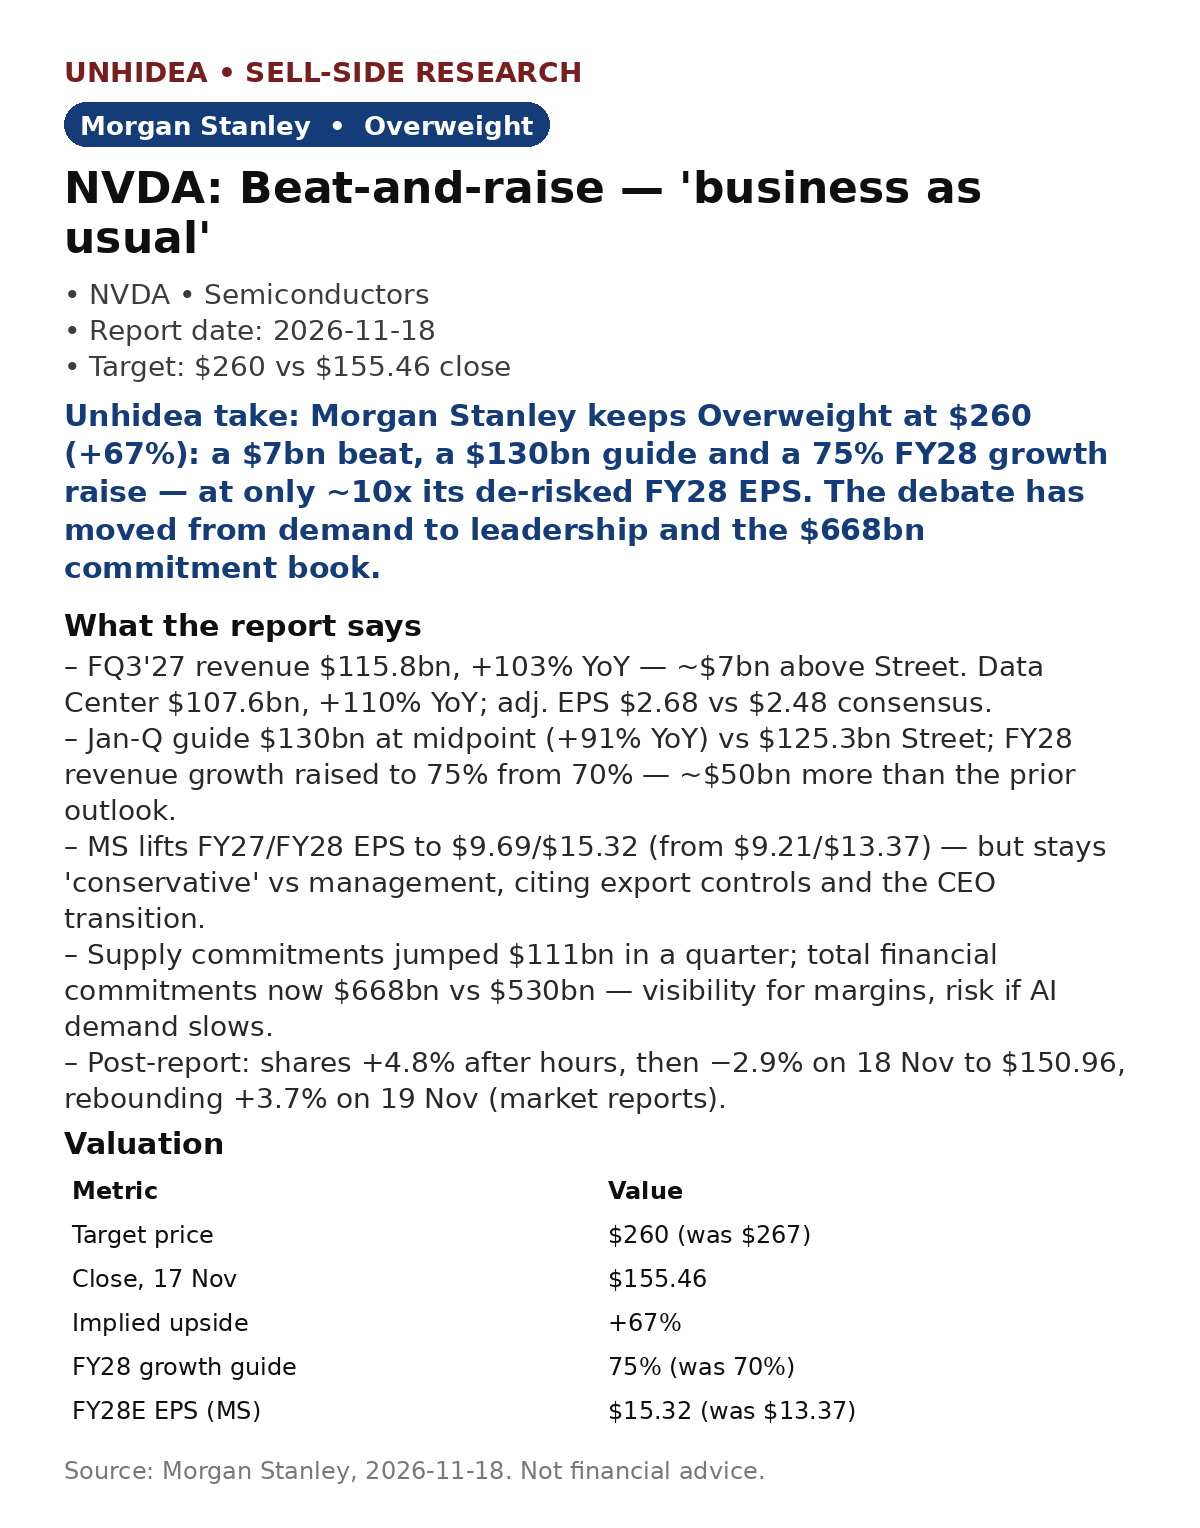 UNHIDEA • SELL-SIDE RESEARCH
Morgan Stanley • Overweight
NVDA: Beat-and-raise — 'business as
usual'
• NVDA • Semiconductors
• Report date: 2026-11-18
• Target: $260 vs $155.46 close
Unhidea take: Morgan Stanley keeps Overweight at $260
(+67%): a $7bn beat, a $130bn guide and a 75% FY28 growth
raise — at only ~10x its de-risked FY28 EPS. The debate has
moved from demand to leadership and the $668bn
commitment book.
What the report says
– FQ3'27 revenue $115.8bn, +103% YoY — ~$7bn above Street. Data
Center $107.6bn, +110% YoY; adj. EPS $2.68 vs $2.48 consensus.
– Jan-Q guide $130bn at midpoint (+91% YoY) vs $125.3bn Street; FY28
revenue growth raised to 75% from 70% — ~$50bn more than the prior
outlook.
– MS lifts FY27/FY28 EPS to $9.69/$15.32 (from $9.21/$13.37) — but stays
'conservative' vs management, citing export controls and the CEO
transition.
– Supply commitments jumped $111bn in a quarter; total financial
commitments now $668bn vs $530bn — visibility for margins, risk if AI
demand slows.
– Post-report: shares +4.8% after hours, then −2.9% on 18 Nov to $150.96,
rebounding +3.7% on 19 Nov (market reports).
Valuation
Metric Value
Target price $260 (was $267)
Close, 17 Nov $155.46
Implied upside +67%
FY28 growth guide 75% (was 70%)
FY28E EPS (MS) $15.32 (was $13.37)
Source: Morgan Stanley, 2026-11-18. Not financial advice.